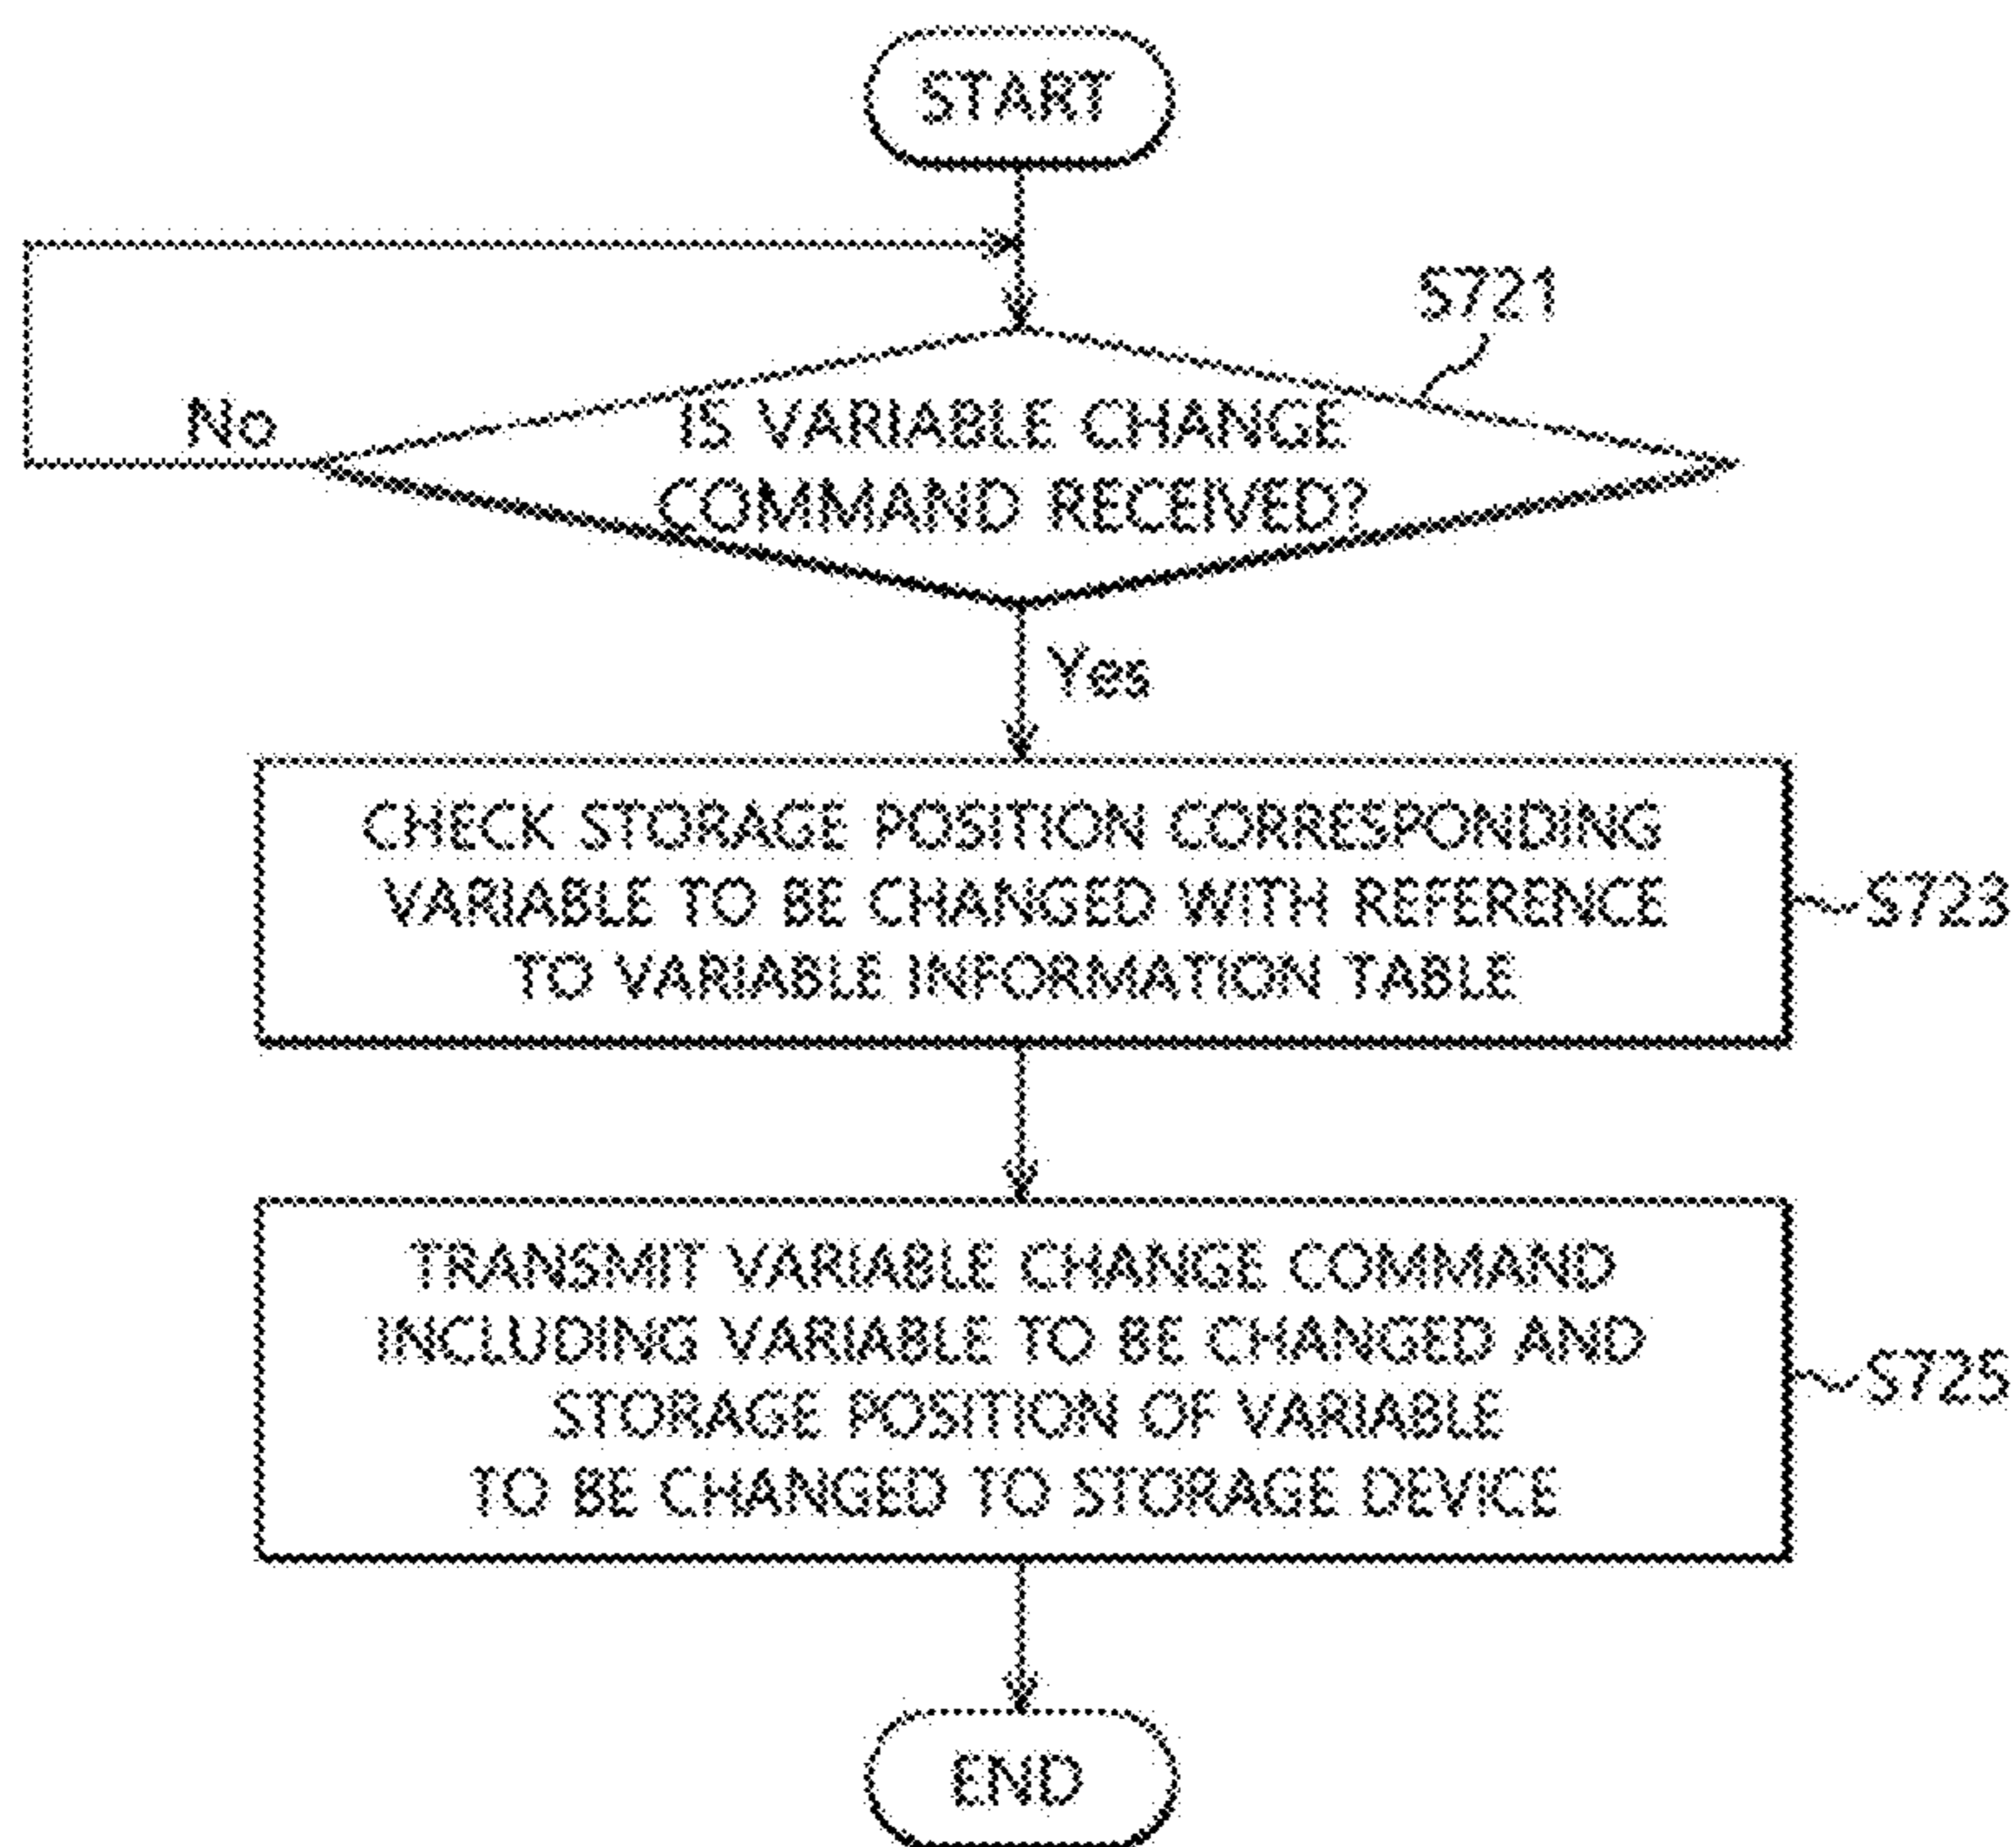 START
S721
No
IS VARIABLE CHANGE
COMMAND RECEIVED?
Yes
CHECK STORAGE POSITION CORRESPONDING
VARIABLE TO BE CHANGED WITH REFERENCE
TO VARIABLE INFORMATION TABLE
S723
TRANSMIT VARIABLE CHANGE COMMAND
INCLUDING VARIABLE TO BE CHANGED AND
STORAGE POSITION OF VARIABLE
TO BE CHANGED TO STORAGE DEVICE
S725
END